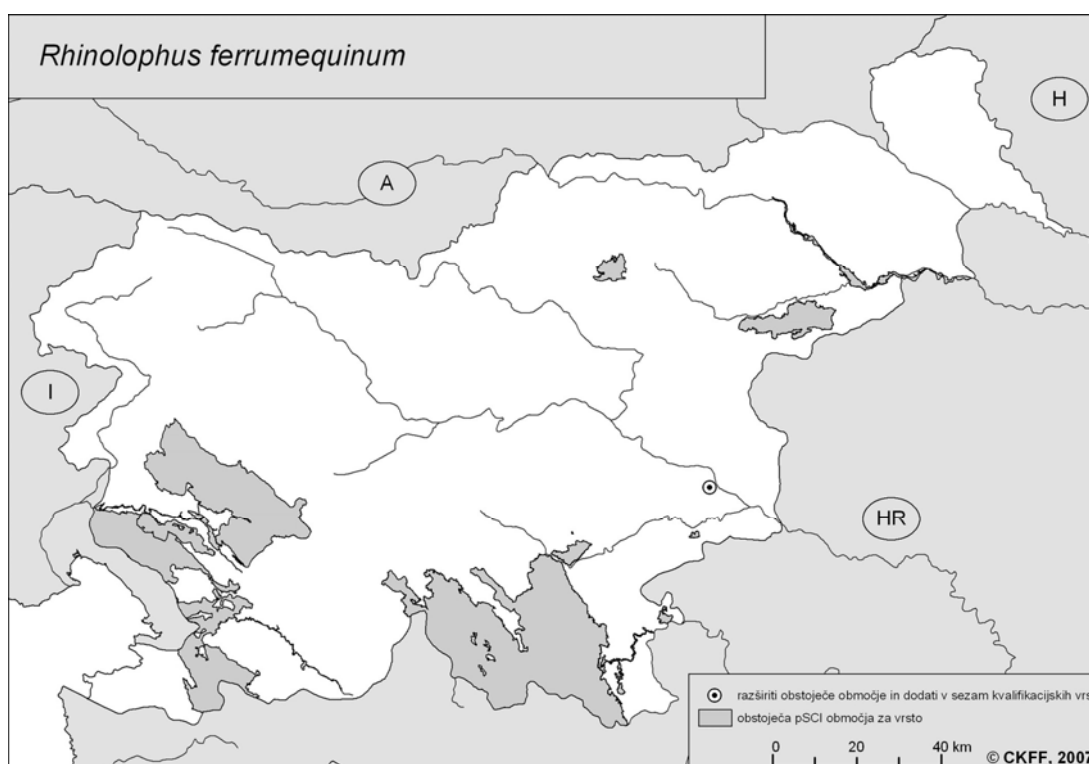 Rhinolophus ferrumequinum
H
A
I
HR
razširiti obstoječe območje in dodati v sezam kvalifikacijskih vrs
obstoječa pSCI območja za vrsto
0 20 40 km
© CKFF, 2007